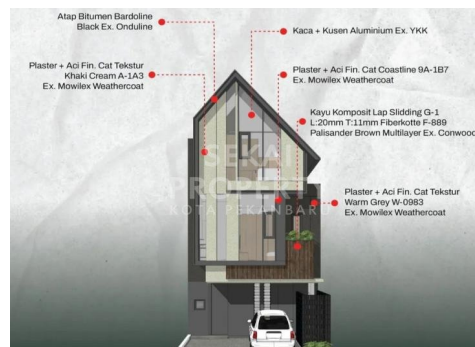 Atap Bitumen Bardoline
Black Ex. Onduline
Kaca + Kusen Aluminium Ex. YKK
Plaster + Aci Fin. Cat Tekstur
Khaki Cream A-1A3
Ex. Mowilex Weathercoat
Plaster + Aci Fin. Cat Coastline 9A-1B7
Ex. Mowilex Weathercoat
Kayu Komposit Lap Slidding G-1
L:20mm T:11mm Fiberkotte F-889
Palisander Brown Multilayer Ex. Conwood
SEKAI
PROPERTI
KOTA PEKANBARU
Plaster + Aci Fin. Cat Tekstur
Warm Grey W-0983
Ex. Mowilex Weathercoat